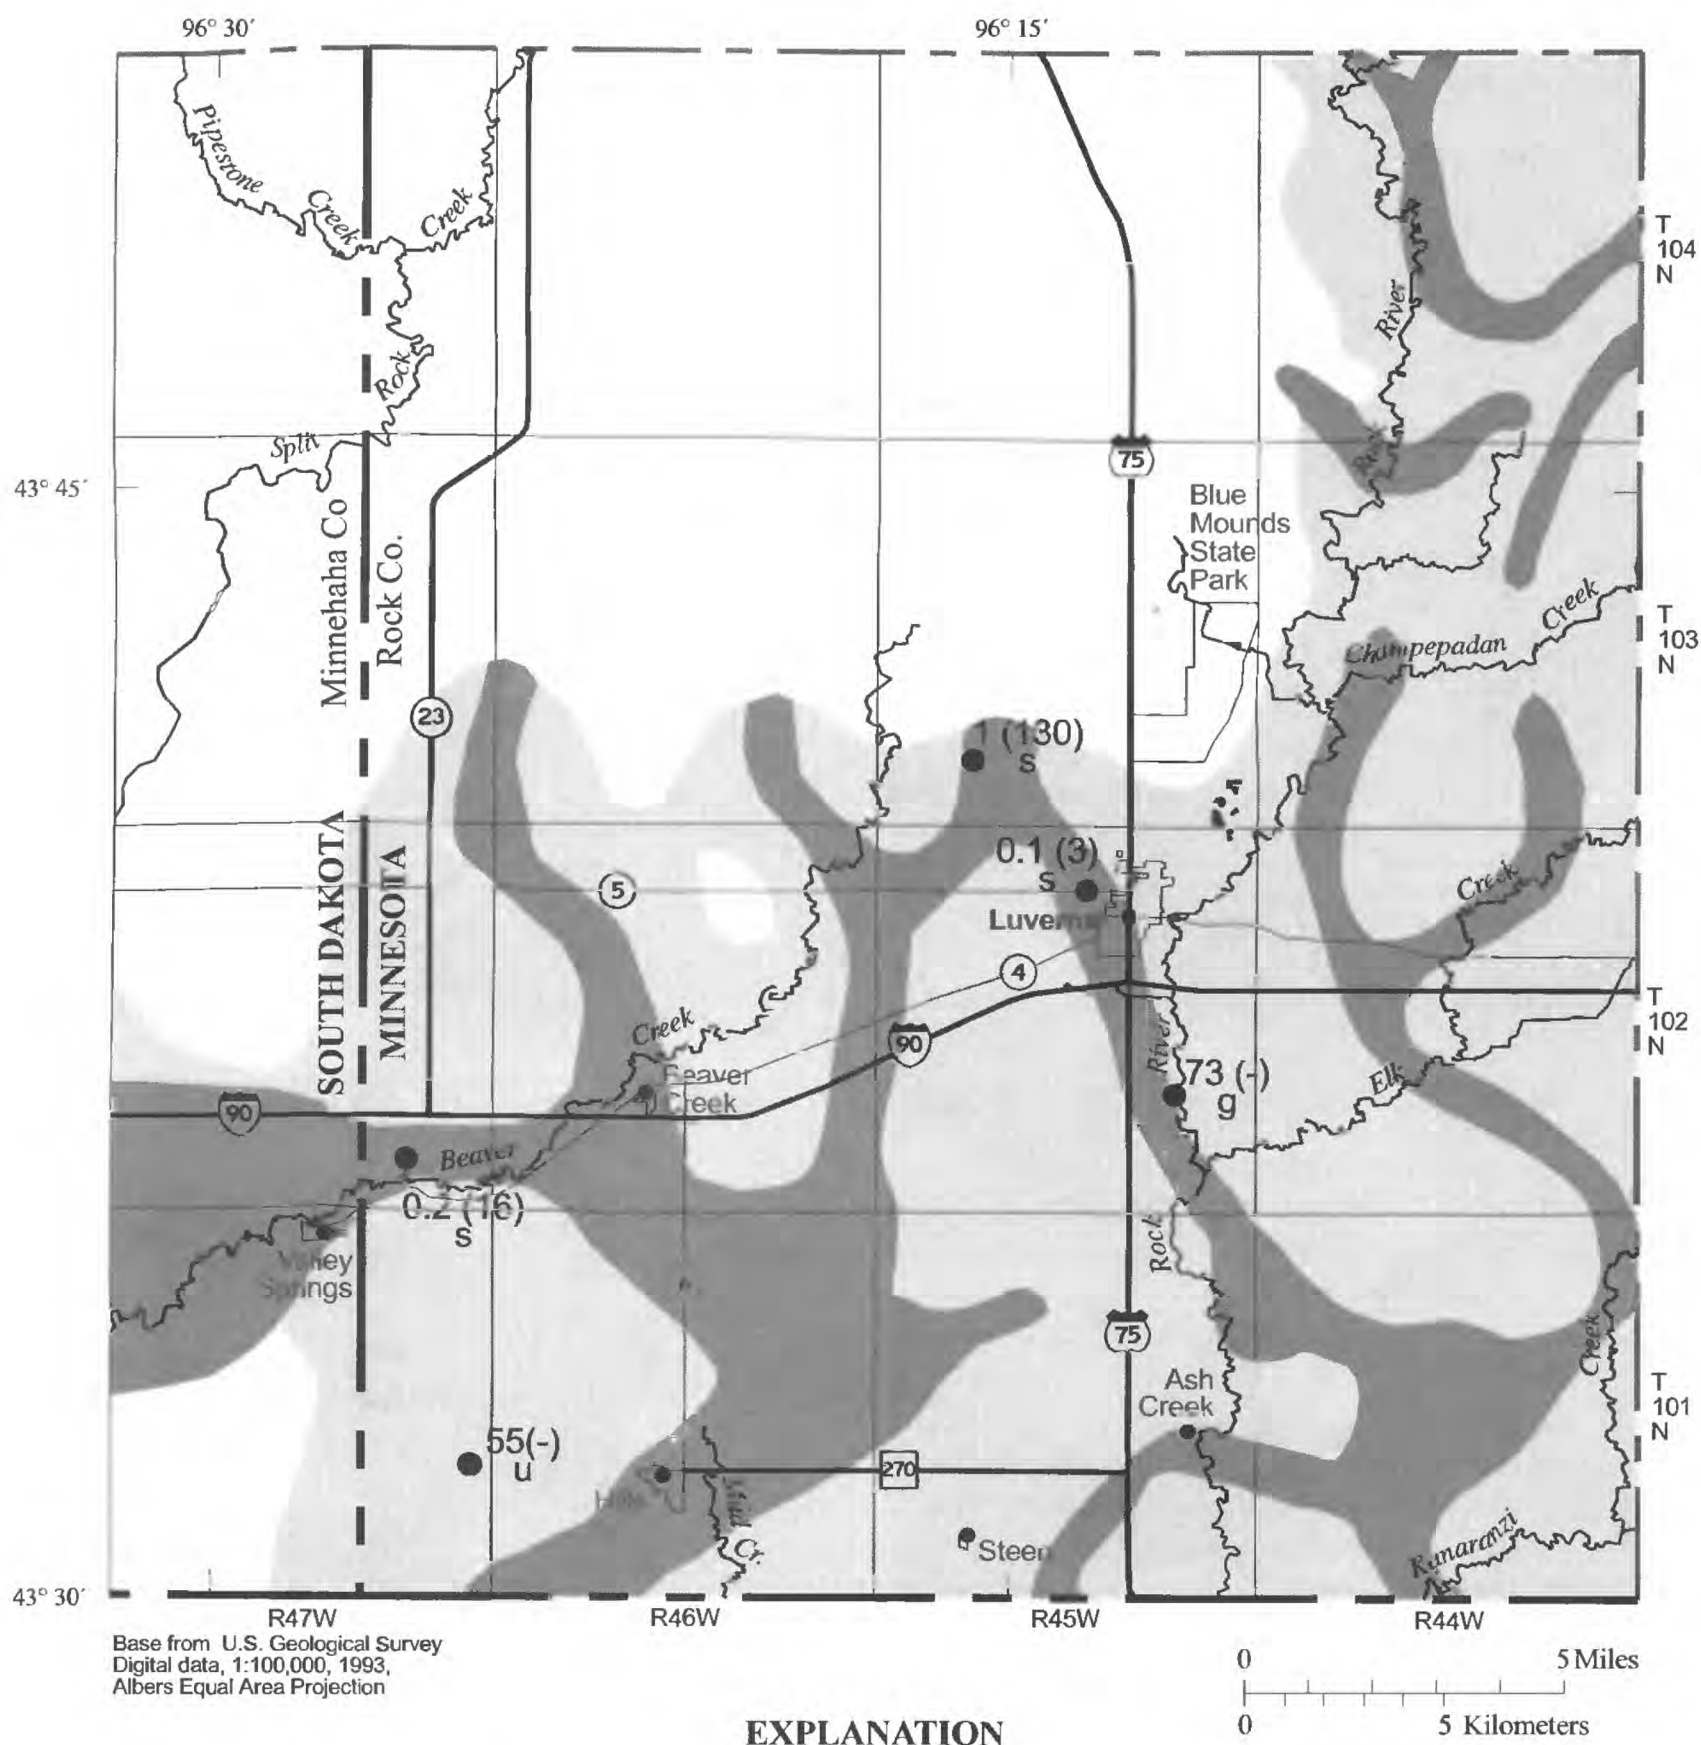 96° 30′
96° 15′
Pipestone
Creek
Creek
T
104
N
River
Rock
Split
43° 45′
75
Rock
Blue
Mounds
State
Park
Minnehaha Co
Rock Co.
Creek
T
103
N
Champepadan
23
1 (130)
s
SOUTH DAKOTA
MINNESOTA
0.1 (3)
s
5
Creek
Luverne
4
T
102
N
Creek
90
River
Beaver
Creek
73 (-)
g
Elk
90
Beaver
0.2 (16)
s
Rock
Valley
Springs
75
Creek
Ash
Creek
T
101
N
55(-)
u
270
Hills
Mud
Cr.
Steen
Kanaranzi
43° 30′
R47W
R46W
R45W
R44W
Base from U.S. Geological Survey
Digital data, 1:100,000, 1993,
Albers Equal Area Projection
0 5 Miles
0 5 Kilometers
EXPLANATION